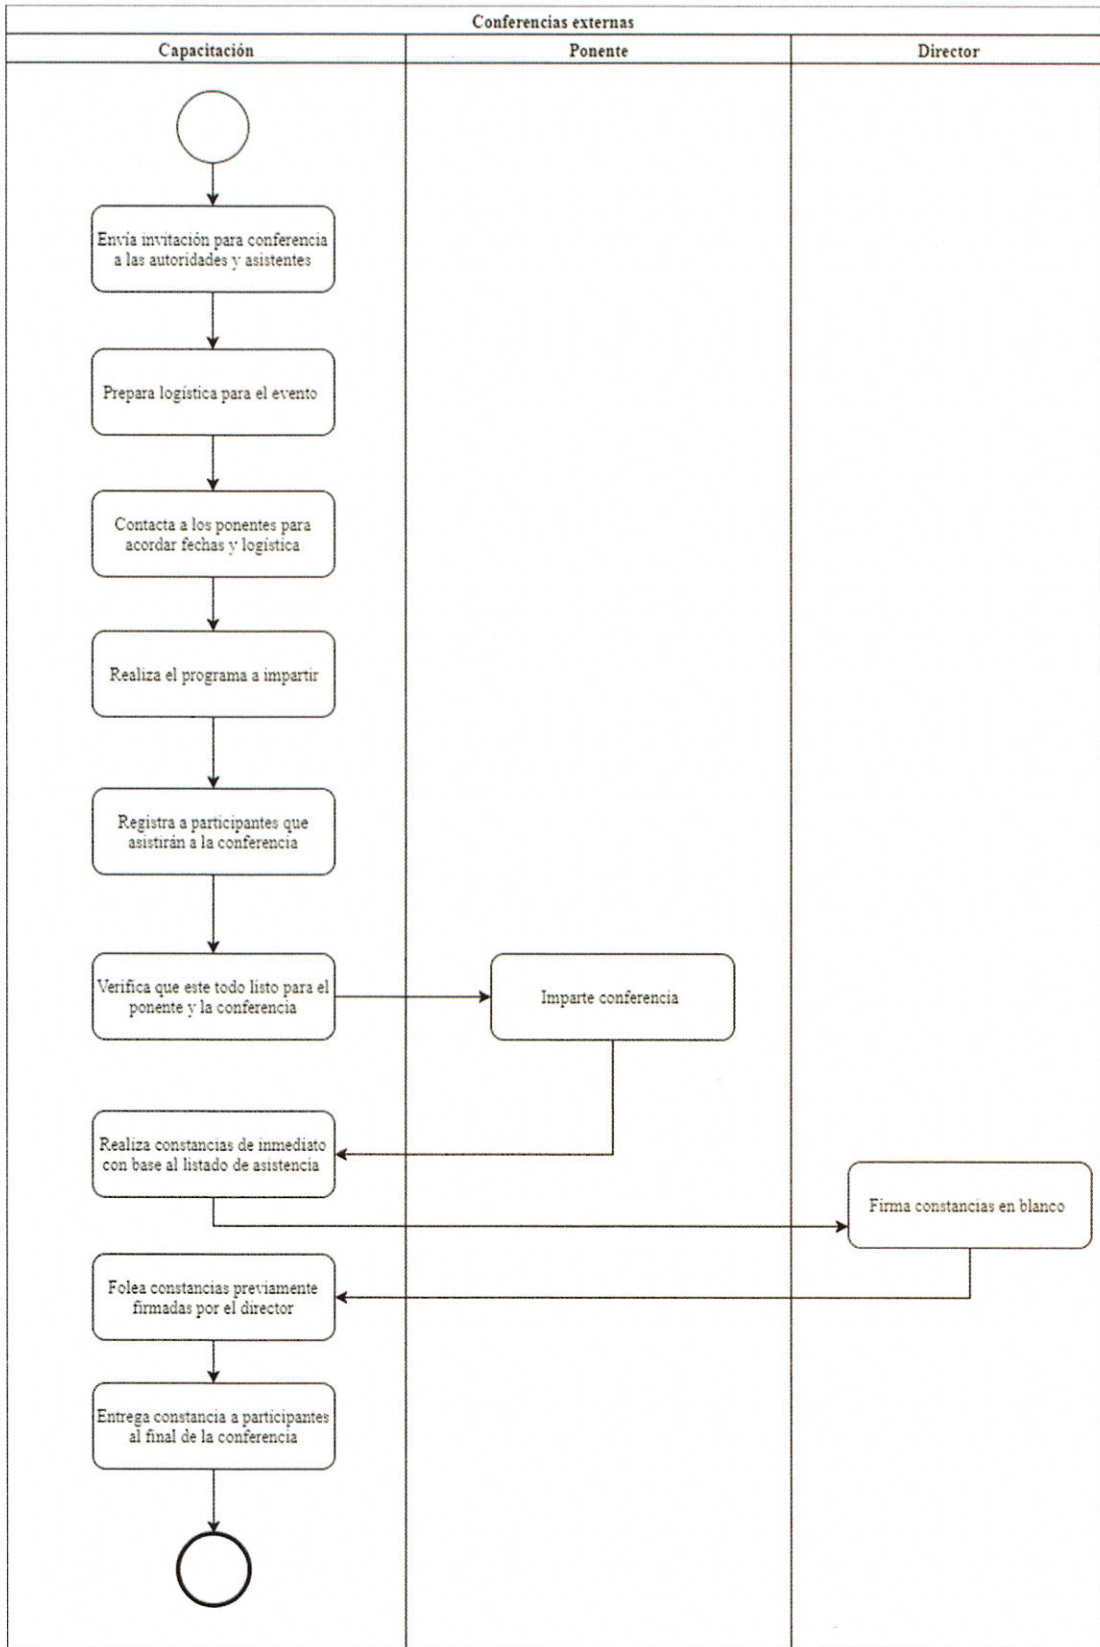 Conferencias externas
Capacitación
Ponente
Director
Envía invitación para conferencia
a las autoridades y asistentes
Prepara logística para el evento
Contacta a los ponentes para
acordar fechas y logística
Realiza el programa a impartir
Registra a participantes que
asistirán a la conferencia
Verifica que este todo listo para el
ponente y la conferencia
Imparte conferencia
Realiza constancias de inmediato
con base al listado de asistencia
Firma constancias en blanco
Folea constancias previamente
firmadas por el director
Entrega constancia a participantes
al final de la conferencia